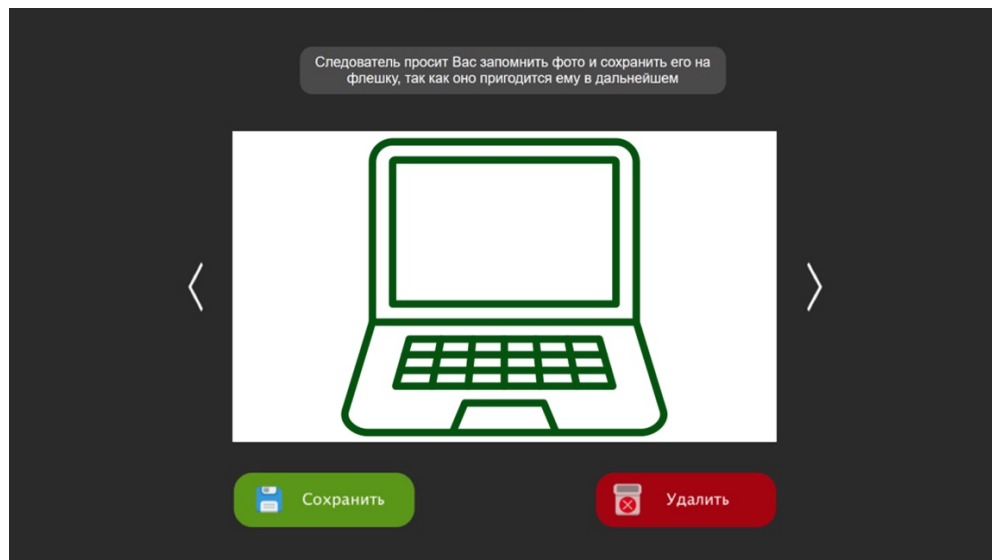 Следователь просит Вас запомнить фото и сохранить его на
флешку, так как оно пригодится ему в дальнейшем
Сохранить
Удалить